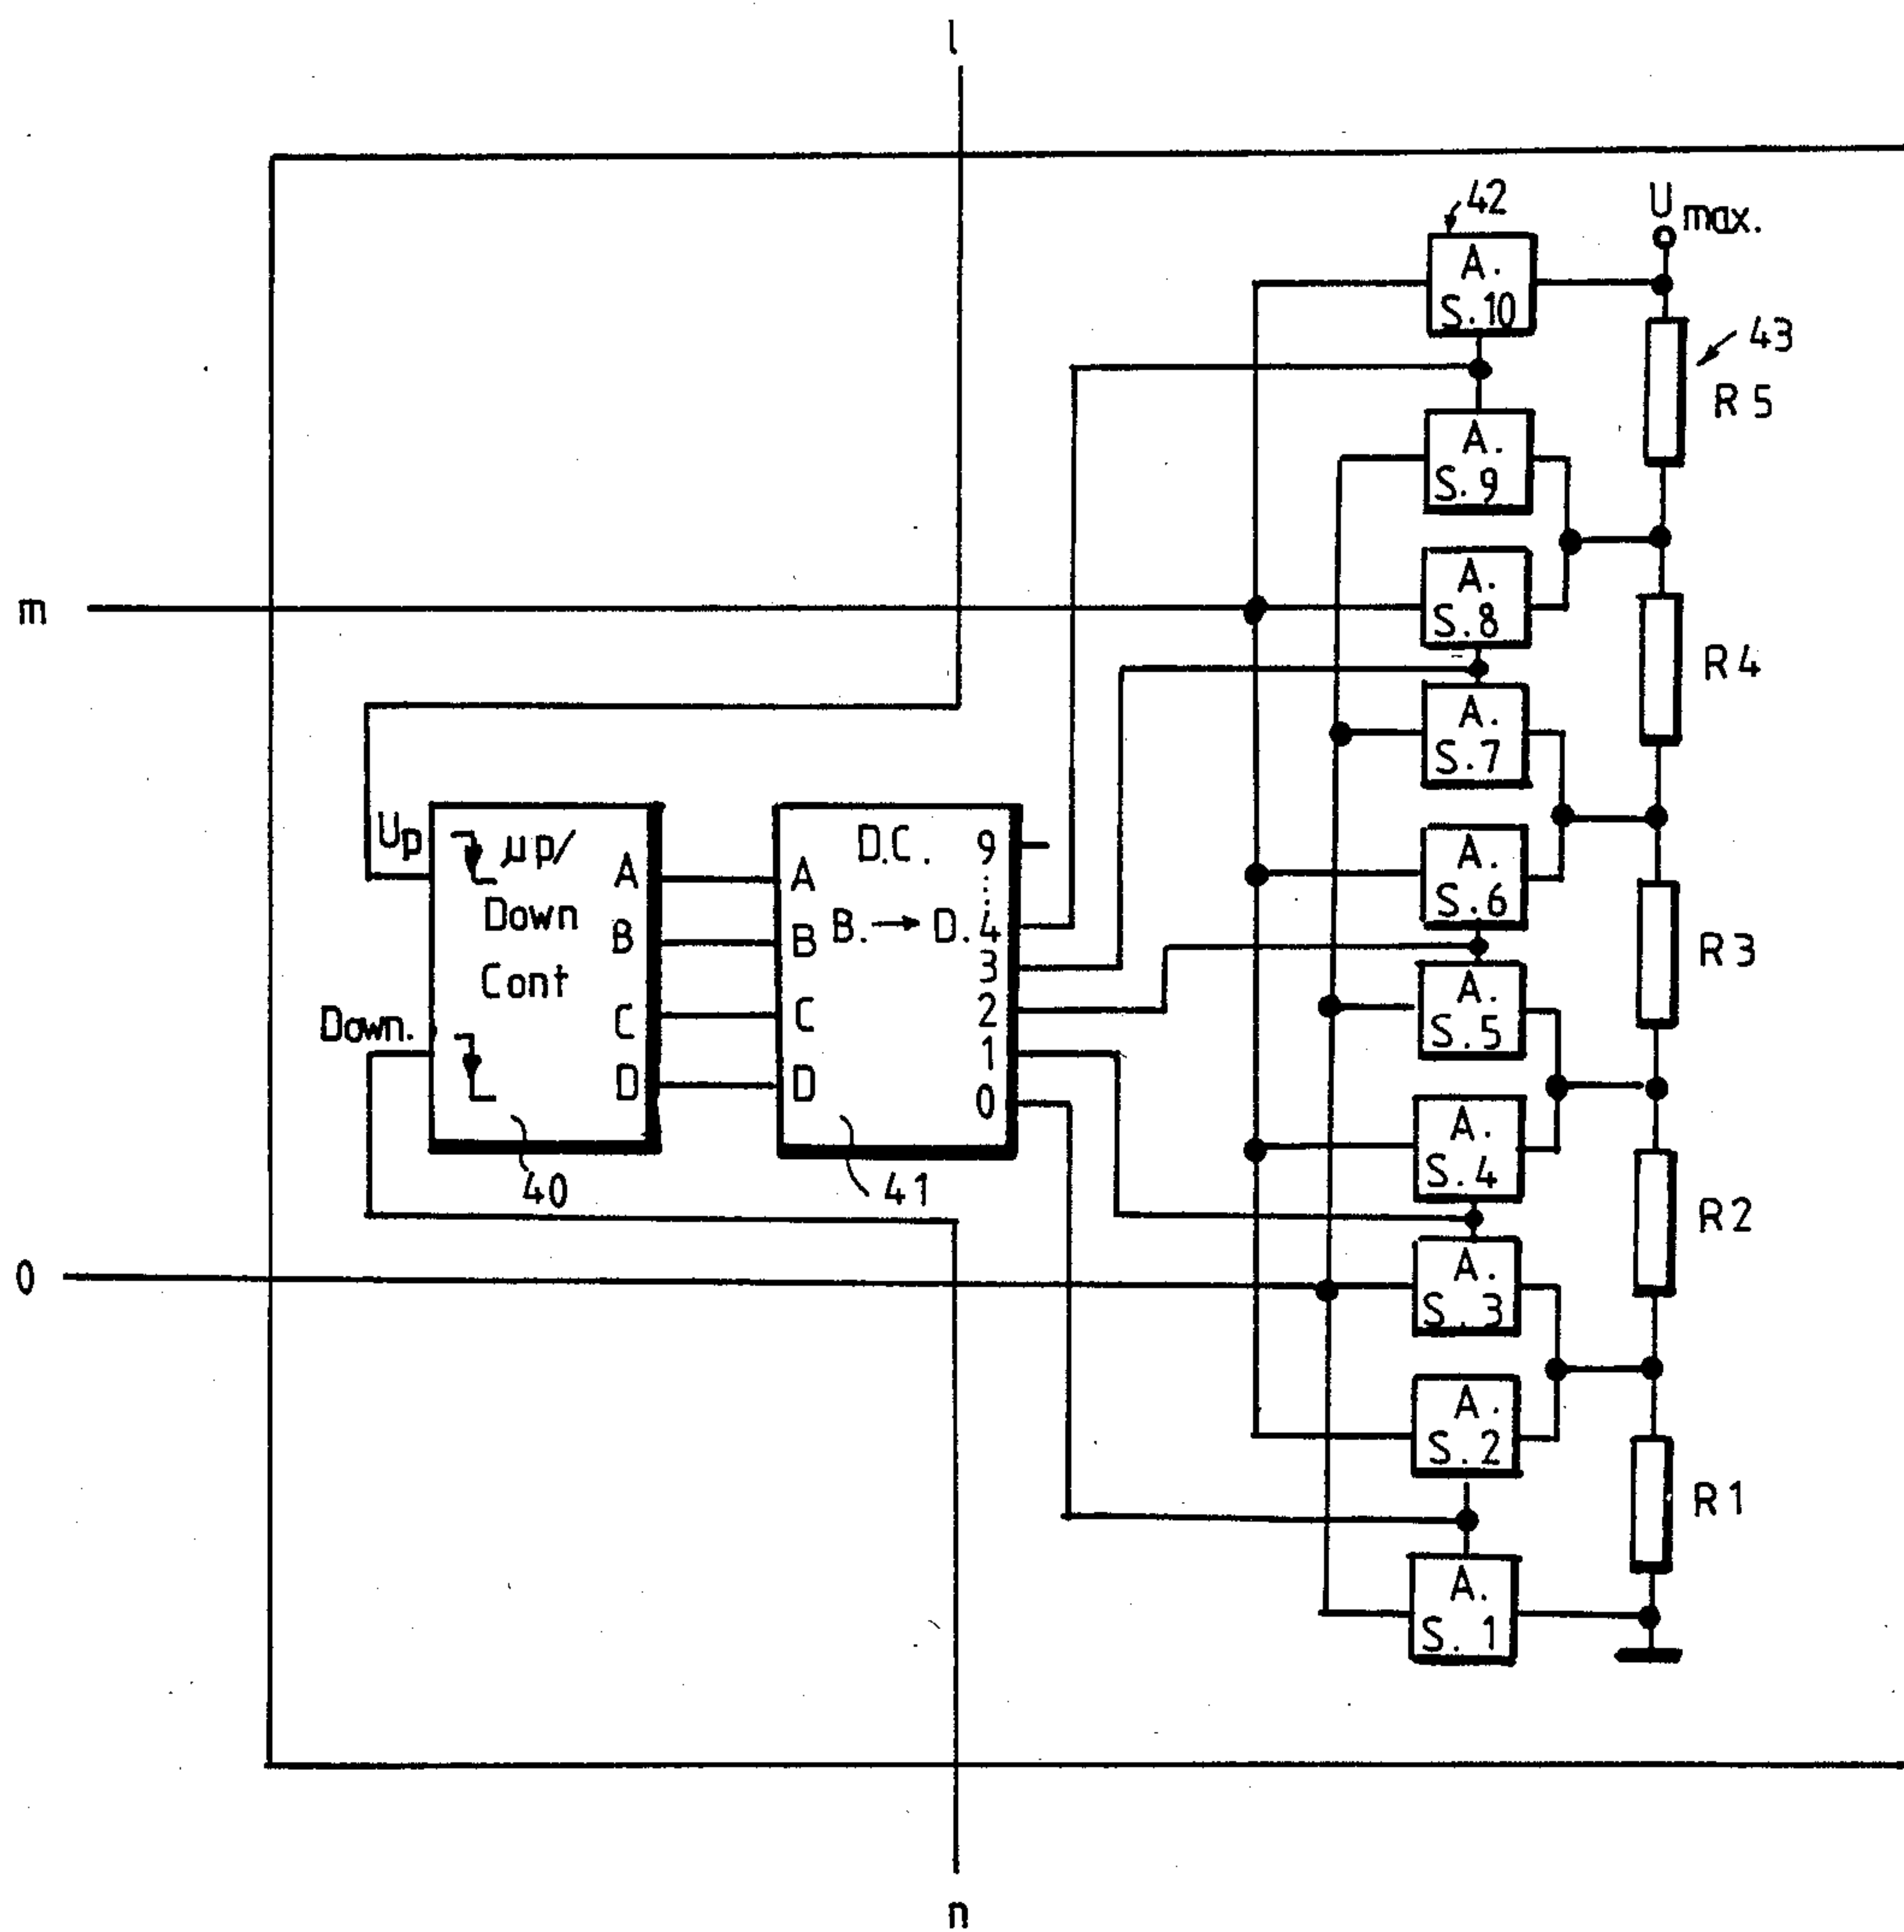 l
42
U max.
A.
S.10
43
R5
A.
S.9
m
A.
S.8
R4
A.
S.7
Up
µp/
Down
Cont
A
B
C
D
Down.
40
D.C.
B. → D.
A
B
C
D
9
4
3
2
1
0
41
A.
S.6
R3
A.
S.5
A.
S.4
R2
0
A.
S.3
A.
S.2
R1
A.
S.1
n